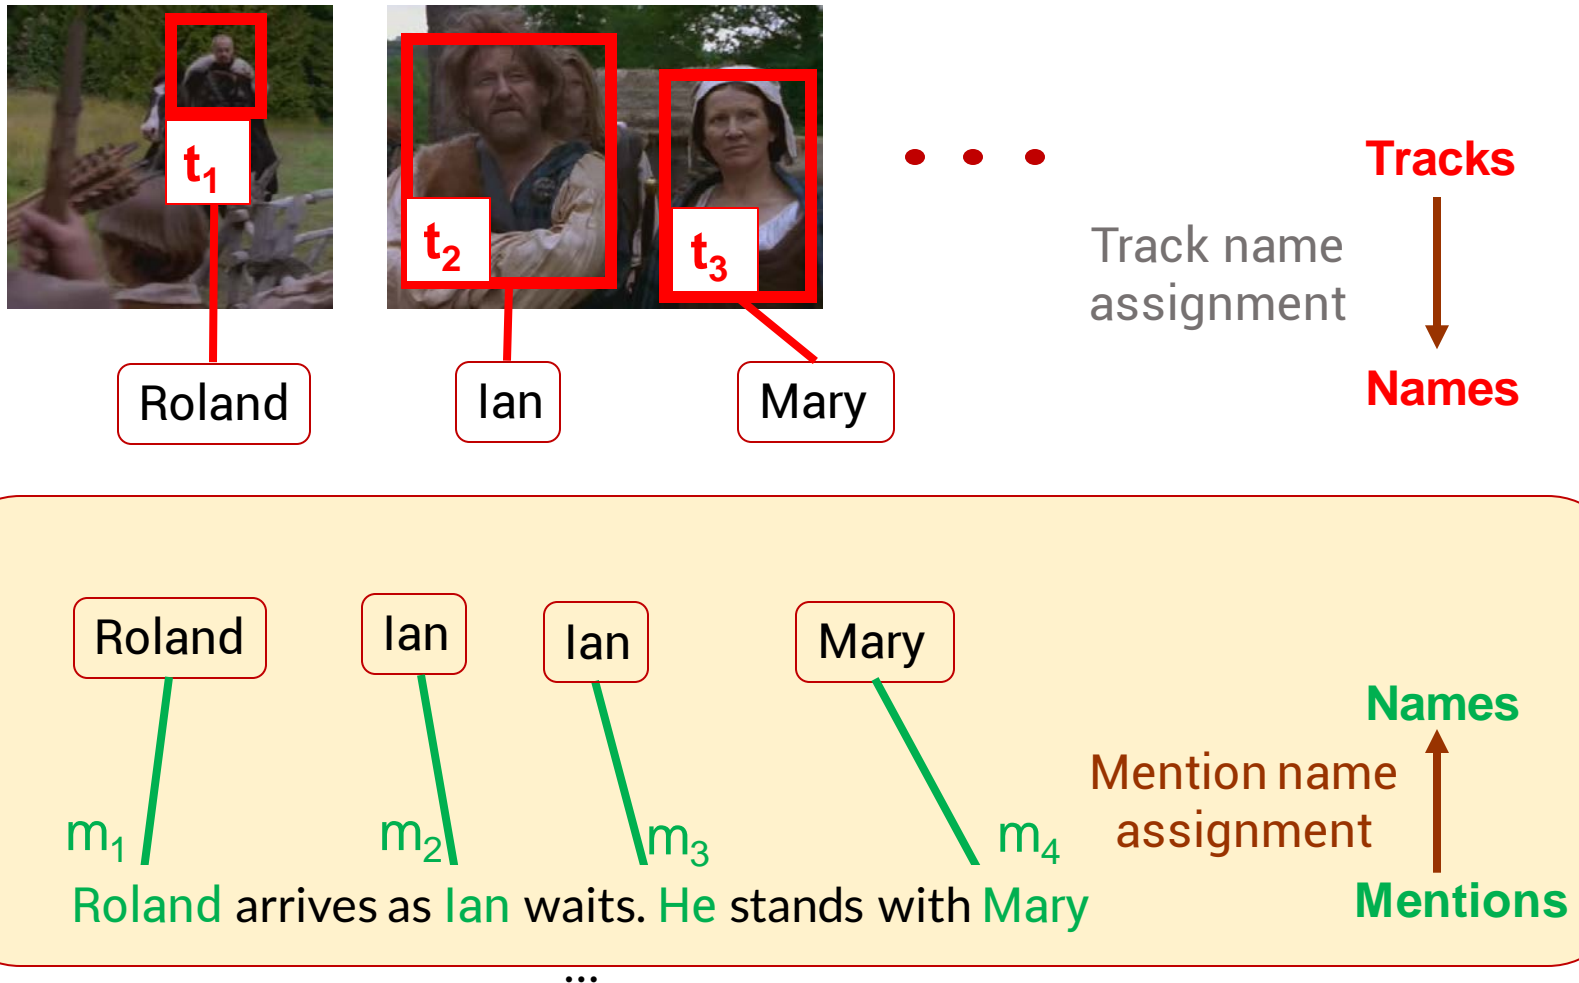 t1
t2
t3
Tracks
Track name
assignment
Names
Roland
Ian
Mary
Roland
Ian
Ian
Mary
Names
Mention name
assignment
m1
m2
m3
m4
Roland arrives as Ian waits. He stands with Mary
Mentions
...